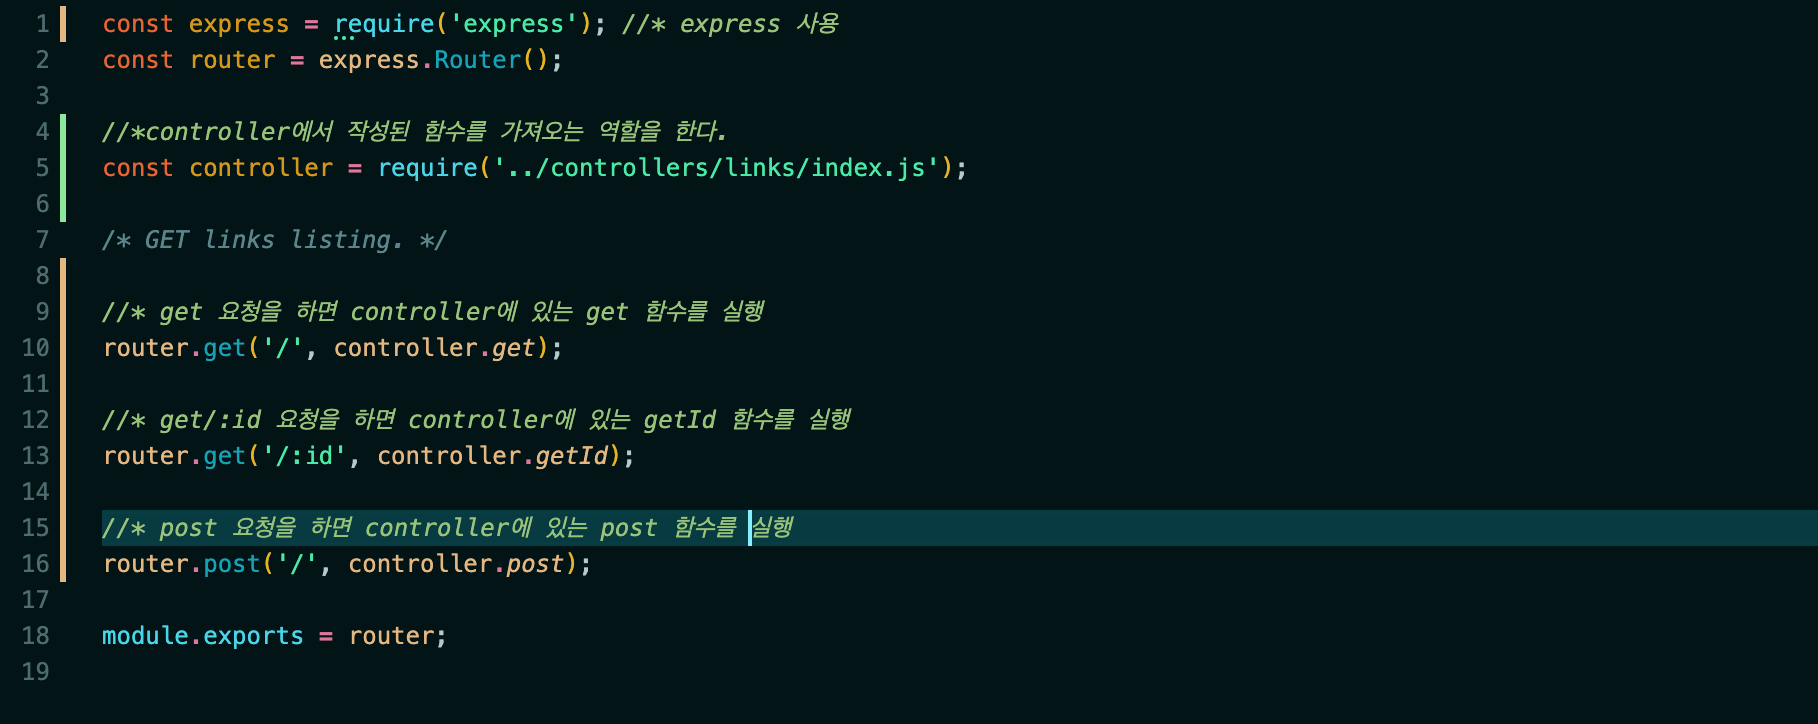 1 const express = require('express'); //* express 사용
2 const router = express.Router();
3
4 //*controller에서 작성된 함수를 가져오는 역할을 한다.
5 const controller = require('../controllers/links/index.js');
6
7 /* GET links listing. */
8
9 //* get 요청을 하면 controller에 있는 get 함수를 실행
10 router.get('/', controller.get);
11
12 //* get/:id 요청을 하면 controller에 있는 getId 함수를 실행
13 router.get('/:id', controller.getId);
14
15 //* post 요청을 하면 controller에 있는 post 함수를 실행
16 router.post('/', controller.post);
17
18 module.exports = router;
19